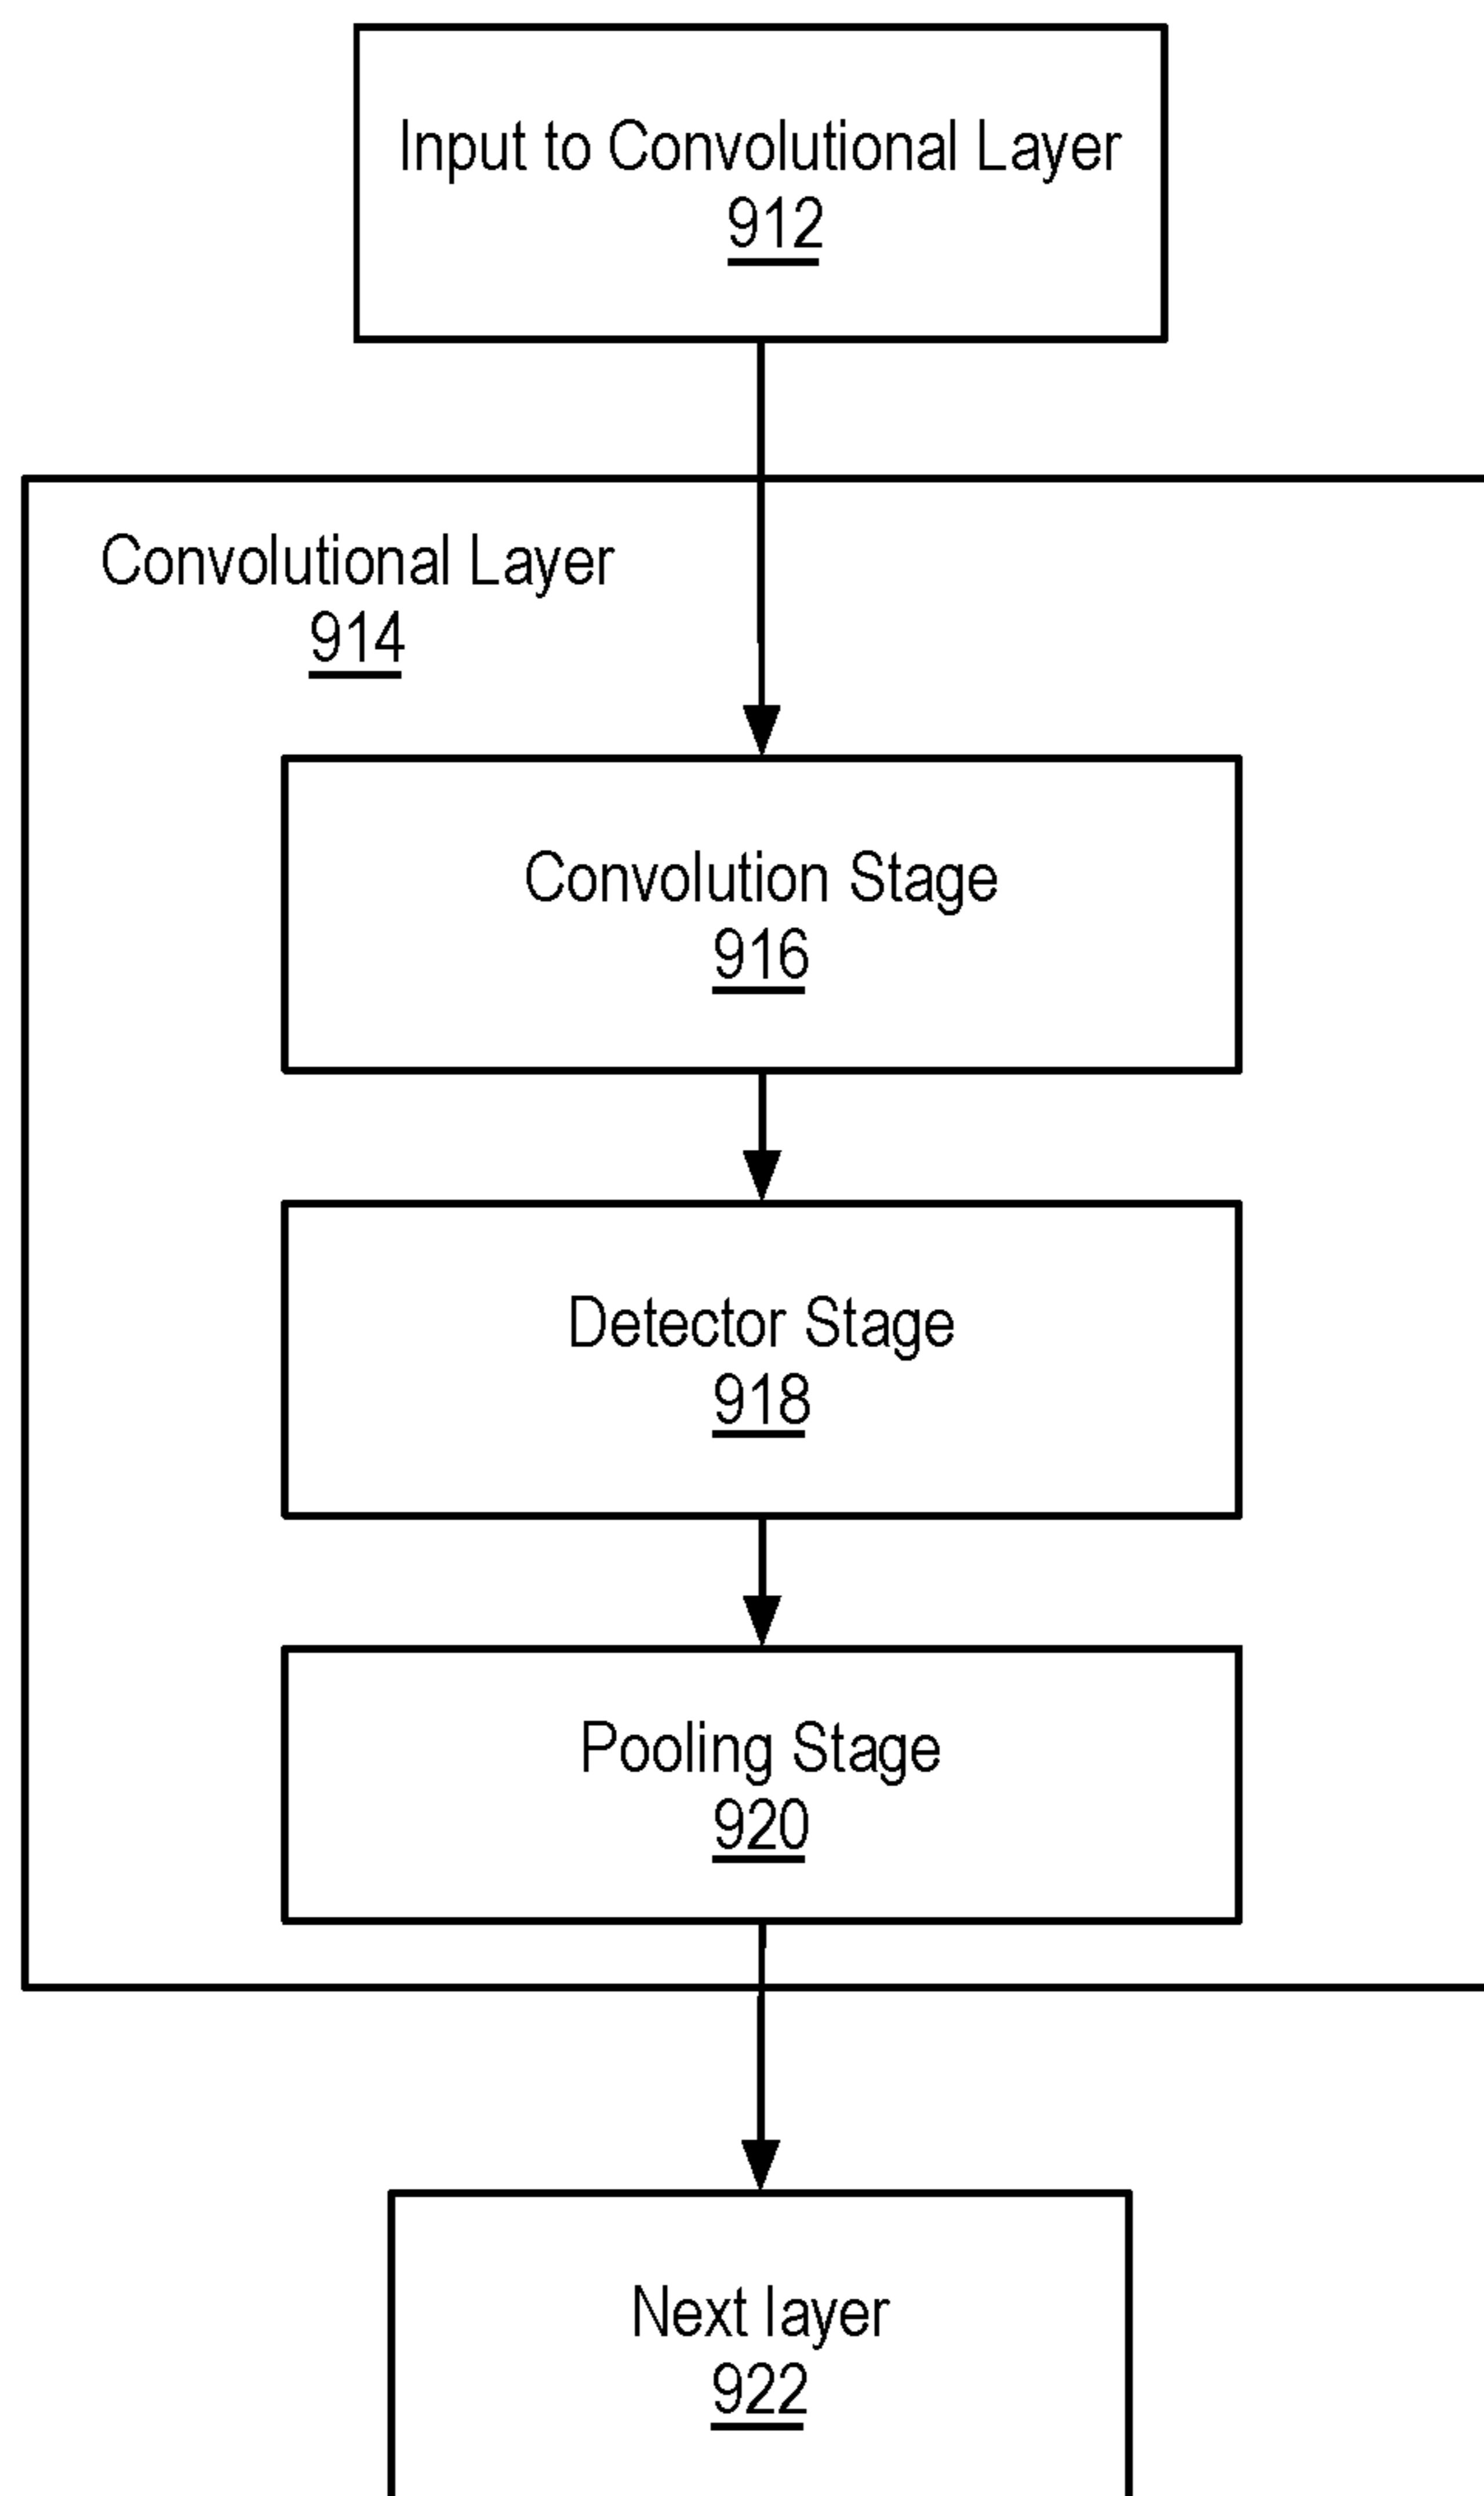 Input to Convolutional Layer
912
Convolutional Layer
914
Convolution Stage
916
Detector Stage
918
Pooling Stage
920
Next layer
922